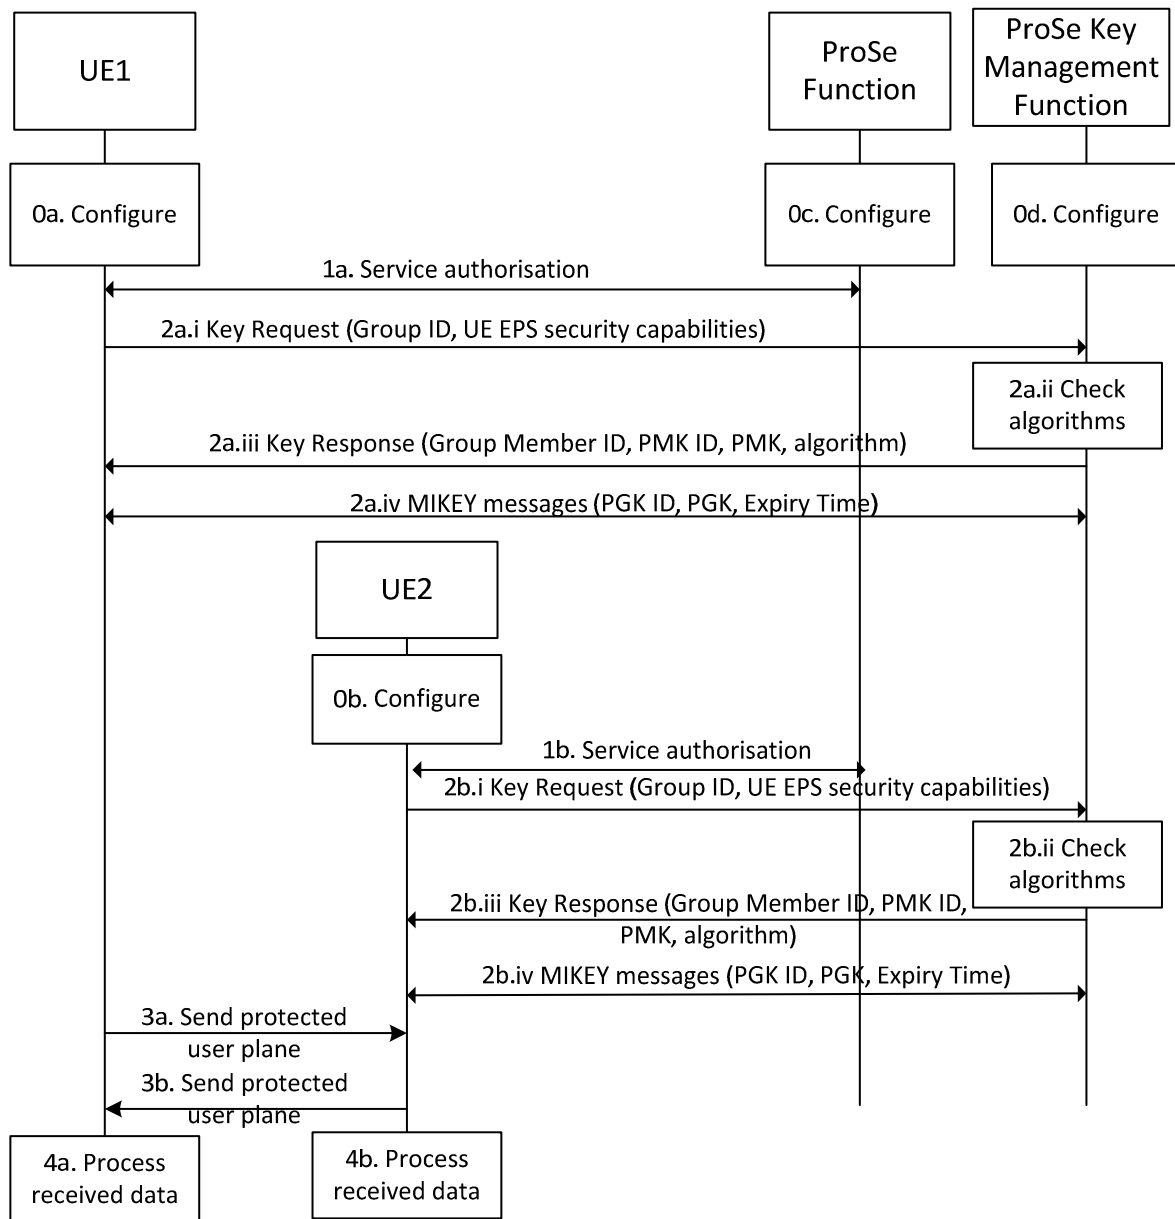 UE1
ProSe
Function
ProSe Key
Management
Function
0a. Configure
0c. Configure
0d. Configure
1a. Service authorisation
2a.i Key Request (Group ID, UE EPS security capabilities)
2a.ii Check
algorithms
2a.iii Key Response (Group Member ID, PMK ID, PMK, algorithm)
2a.iv MIKEY messages (PGK ID, PGK, Expiry Time)
UE2
0b. Configure
1b. Service authorisation
2b.i Key Request (Group ID, UE EPS security capabilities)
2b.ii Check
algorithms
2b.iii Key Response (Group Member ID, PMK ID,
PMK, algorithm)
2b.iv MIKEY messages (PGK ID, PGK, Expiry Time)
3a. Send protected
user plane
3b. Send protected
user plane
4a. Process
received data
4b. Process
received data